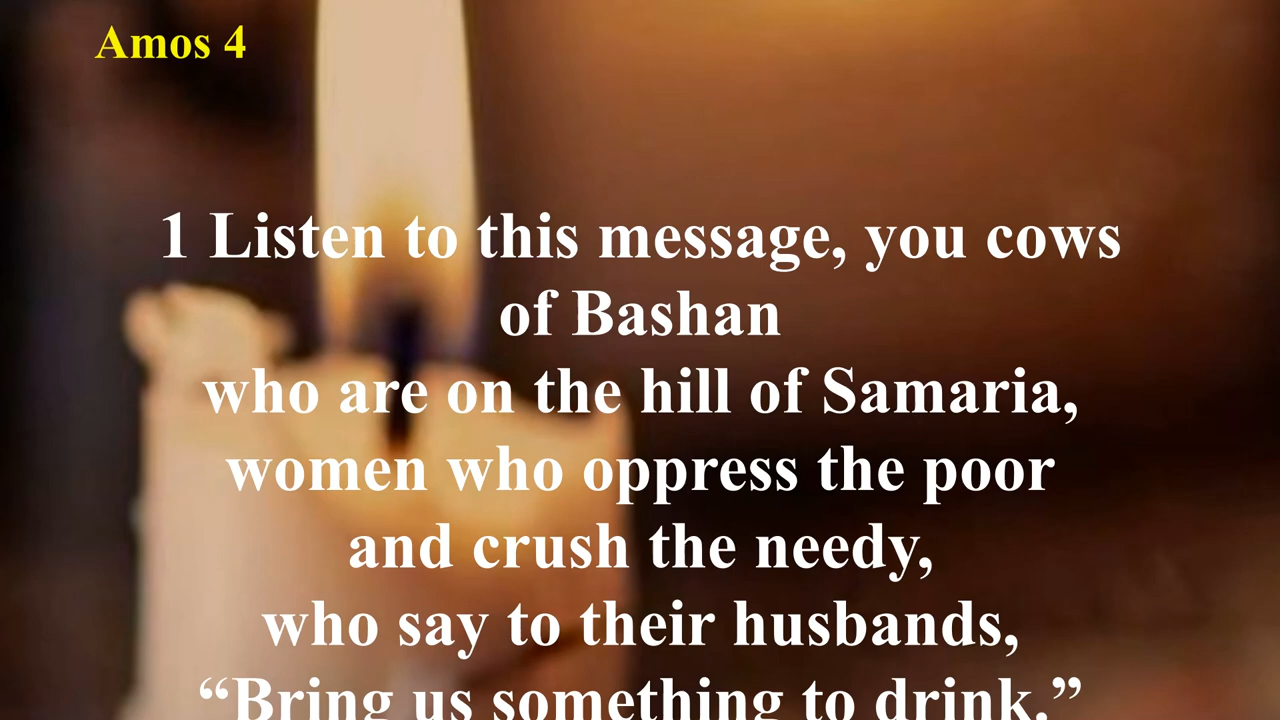 Amos 4
1 Listen to this message, you cows
of Bashan
who are on the hill of Samaria,
women who oppress the poor
and crush the needy,
who say to their husbands,
“Bring us something to drink.”